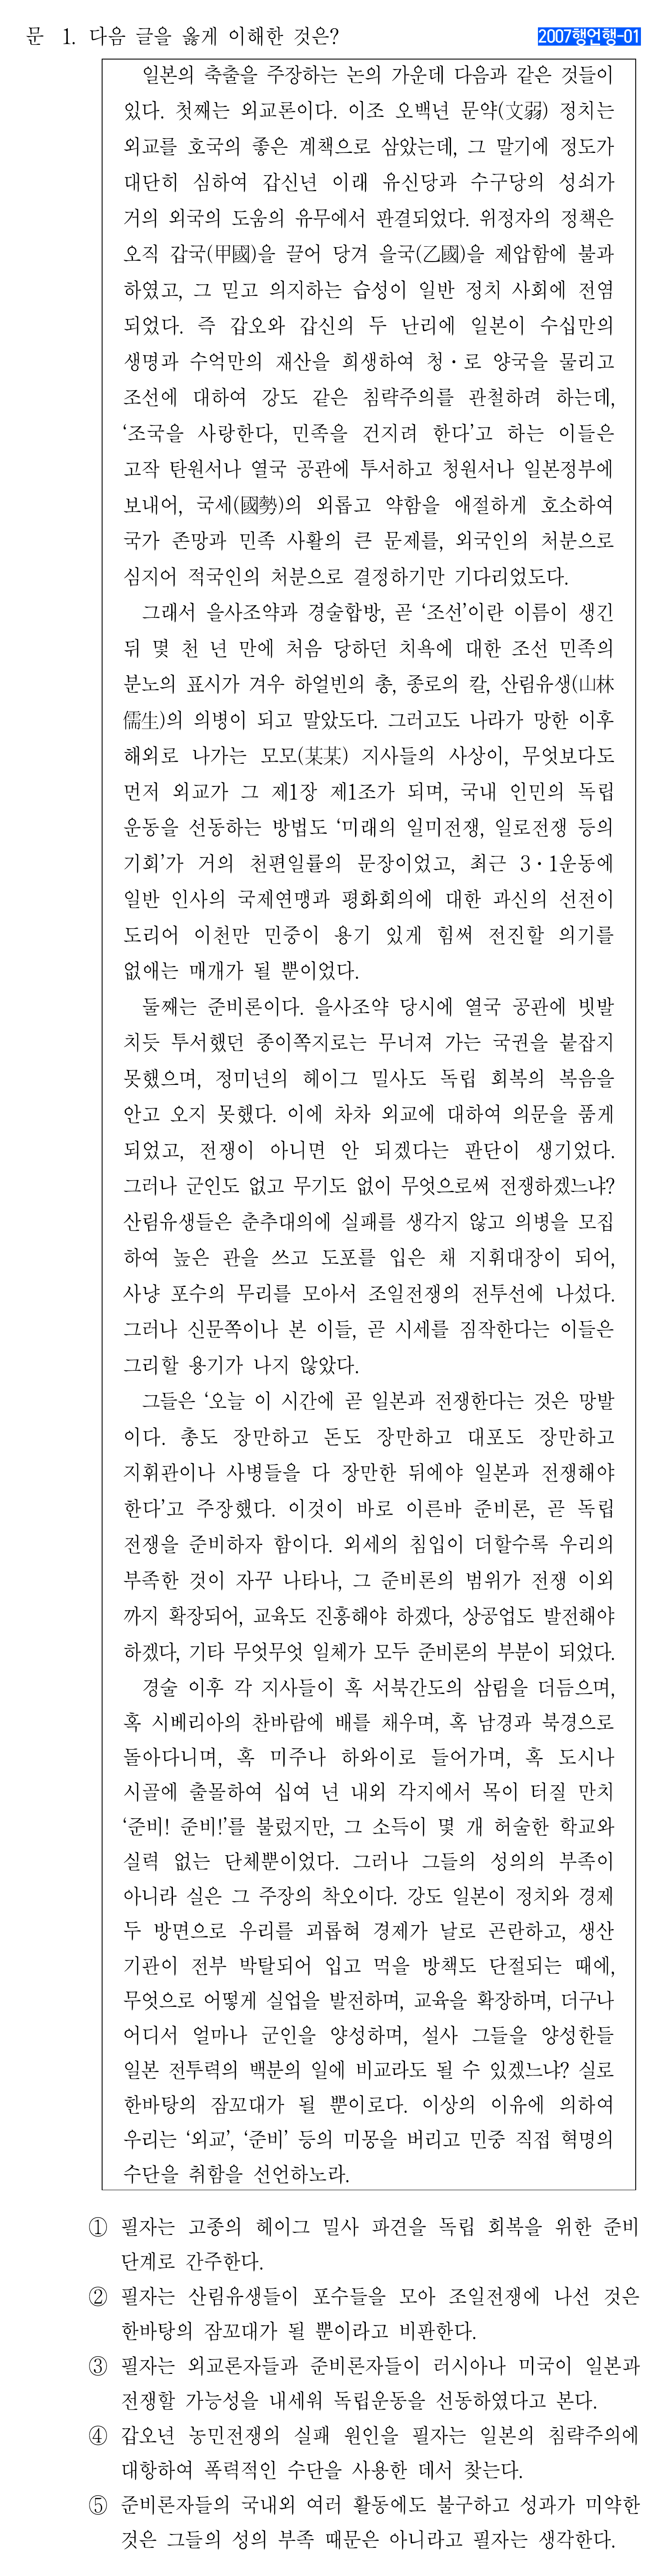 문 1. 다음 글을 옳게 이해한 것은?
2007행언행-01
일본의 축출을 주장하는 논의 가운데 다음과 같은 것들이
있다. 첫째는 외교론이다. 이조 오백년 문약(文弱) 정치는
외교를 호국의 좋은 계책으로 삼았는데, 그 말기에 정도가
대단히 심하여 갑신년 이래 유신당과 수구당의 성쇠가
거의 외국의 도움의 유무에서 판결되었다. 위정자의 정책은
오직 갑국(甲國)을 끌어 당겨 을국(乙國)을 제압함에 불과
하였고, 그 믿고 의지하는 습성이 일반 정치 사회에 전염
되었다. 즉 갑오와 갑신의 두 난리에 일본이 수십만의
생명과 수억만의 재산을 희생하여 청·로 양국을 물리고
조선에 대하여 강도 같은 침략주의를 관철하려 하는데,
‘조국을 사랑한다, 민족을 건지려 한다’고 하는 이들은
고작 탄원서나 열국 공관에 투서하고 청원서나 일본정부에
보내어, 국세(國勢)의 외롭고 약함을 애절하게 호소하여
국가 존망과 민족 사활의 큰 문제를, 외국인의 처분으로
심지어 적국인의 처분으로 결정하기만 기다리었도다.
그래서 을사조약과 경술합방, 곧 ‘조선’이란 이름이 생긴
뒤 몇 천 년 만에 처음 당하던 치욕에 대한 조선 민족의
분노의 표시가 겨우 하얼빈의 총, 종로의 칼, 산림유생(山林
儒生)의 의병이 되고 말았도다. 그러고도 나라가 망한 이후
해외로 나가는 모모(某某) 지사들의 사상이, 무엇보다도
먼저 외교가 그 제1장 제1조가 되며, 국내 인민의 독립
운동을 선동하는 방법도 ‘미래의 일미전쟁, 일로전쟁 등의
기회’가 거의 천편일률의 문장이었고, 최근 3·1운동에
일반 인사의 국제연맹과 평화회의에 대한 과신의 선전이
도리어 이천만 민중이 용기 있게 힘써 전진할 의기를
없애는 매개가 될 뿐이었다.
둘째는 준비론이다. 을사조약 당시에 열국 공관에 빗발
치듯 투서했던 종이쪽지로는 무너져 가는 국권을 붙잡지
못했으며, 정미년의 헤이그 밀사도 독립 회복의 복음을
안고 오지 못했다. 이에 차차 외교에 대하여 의문을 품게
되었고, 전쟁이 아니면 안 되겠다는 판단이 생기었다.
그러나 군인도 없고 무기도 없이 무엇으로써 전쟁하겠느냐?
산림유생들은 춘추대의에 실패를 생각지 않고 의병을 모집
하여 높은 관을 쓰고 도포를 입은 채 지휘대장이 되어,
사냥 포수의 무리를 모아서 조일전쟁의 전투선에 나섰다.
그러나 신문쪽이나 본 이들, 곧 시세를 짐작한다는 이들은
그리할 용기가 나지 않았다.
그들은 ‘오늘 이 시간에 곧 일본과 전쟁한다는 것은 망발
이다. 총도 장만하고 돈도 장만하고 대포도 장만하고
지휘관이나 사병들을 다 장만한 뒤에야 일본과 전쟁해야
한다’고 주장했다. 이것이 바로 이른바 준비론, 곧 독립
전쟁을 준비하자 함이다. 외세의 침입이 더할수록 우리의
부족한 것이 자꾸 나타나, 그 준비론의 범위가 전쟁 이외
까지 확장되어, 교육도 진흥해야 하겠다, 상공업도 발전해야
하겠다, 기타 무엇무엇 일체가 모두 준비론의 부분이 되었다.
경술 이후 각 지사들이 혹 서북간도의 삼림을 더듬으며,
혹 시베리아의 찬바람에 배를 채우며, 혹 남경과 북경으로
돌아다니며, 혹 미주나 하와이로 들어가며, 혹 도시나
시골에 출몰하여 십여 년 내외 각지에서 목이 터질 만치
‘준비! 준비!’를 불렀지만, 그 소득이 몇 개 허술한 학교와
실력 없는 단체뿐이었다. 그러나 그들의 성의의 부족이
아니라 실은 그 주장의 착오이다. 강도 일본이 정치와 경제
두 방면으로 우리를 괴롭혀 경제가 날로 곤란하고, 생산
기관이 전부 박탈되어 입고 먹을 방책도 단절되는 때에,
무엇으로 어떻게 실업을 발전하며, 교육을 확장하며, 더구나
어디서 얼마나 군인을 양성하며, 설사 그들을 양성한들
일본 전투력의 백분의 일에 비교라도 될 수 있겠느냐? 실로
한바탕의 잠꼬대가 될 뿐이로다. 이상의 이유에 의하여
우리는 ‘외교’, ‘준비’ 등의 미몽을 버리고 민중 직접 혁명의
수단을 취함을 선언하노라.
① 필자는 고종의 헤이그 밀사 파견을 독립 회복을 위한 준비
단계로 간주한다.
② 필자는 산림유생들이 포수들을 모아 조일전쟁에 나선 것은
한바탕의 잠꼬대가 될 뿐이라고 비판한다.
③ 필자는 외교론자들과 준비론자들이 러시아나 미국이 일본과
전쟁할 가능성을 내세워 독립운동을 선동하였다고 본다.
④ 갑오년 농민전쟁의 실패 원인을 필자는 일본의 침략주의에
대항하여 폭력적인 수단을 사용한 데서 찾는다.
⑤ 준비론자들의 국내외 여러 활동에도 불구하고 성과가 미약한
것은 그들의 성의 부족 때문은 아니라고 필자는 생각한다.